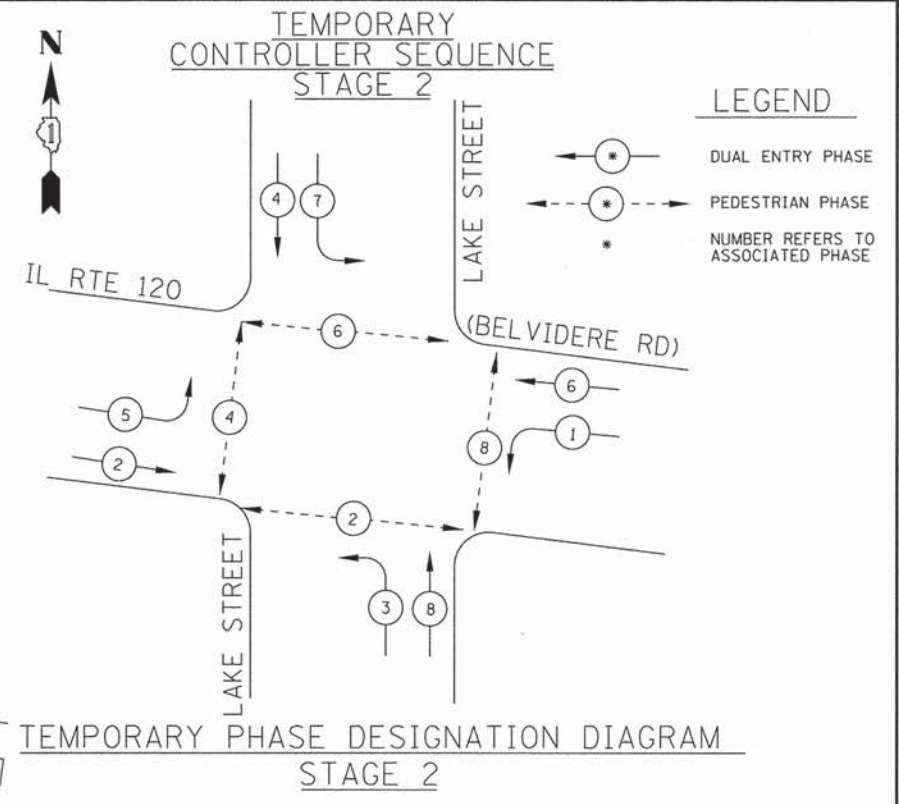 TEMPORARY
CONTROLLER SEQUENCE
STAGE 2
N
1
LEGEND
* DUAL ENTRY PHASE
* PEDESTRIAN PHASE
* NUMBER REFERS TO
ASSOCIATED PHASE
LAKE STREET
4 7
IL RTE 120
(BELVIDERE RD)
6
6
5
4
1
8
2
2
3 8
LAKE STREET
TEMPORARY PHASE DESIGNATION DIAGRAM
STAGE 2